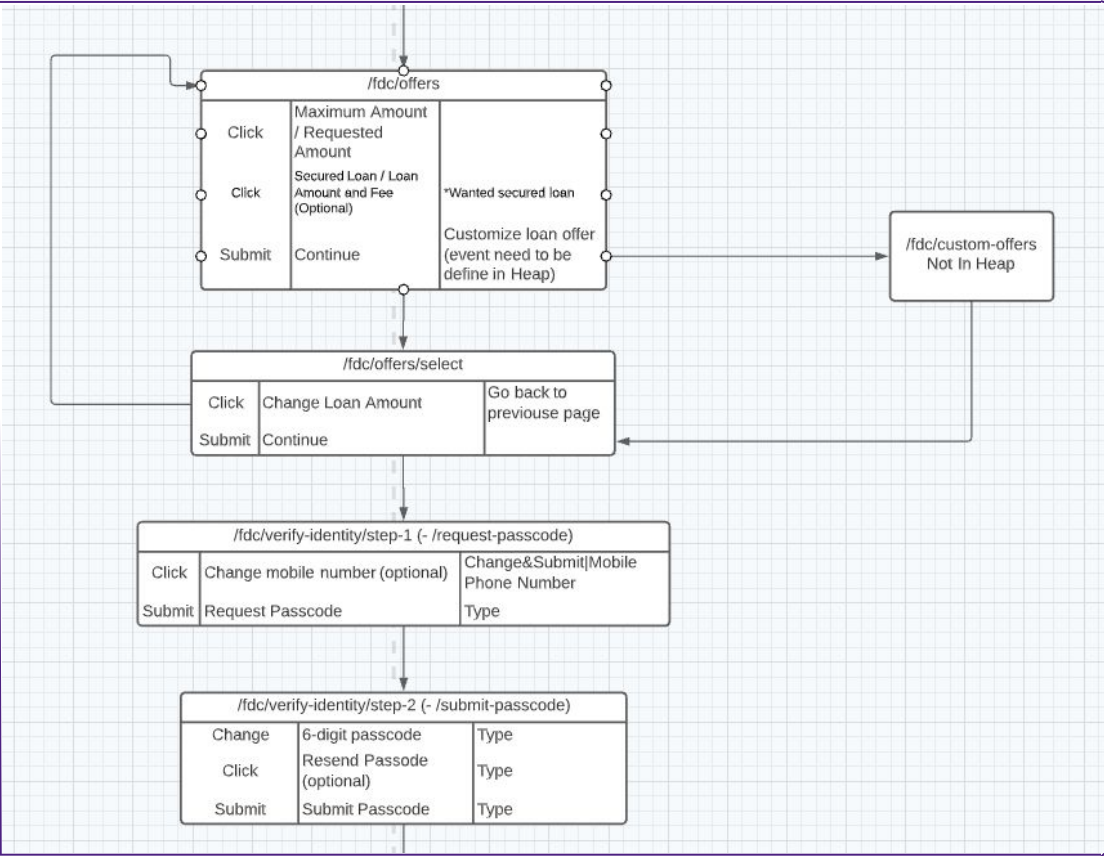 /fdc/offers
Click
Maximum Amount
/ Requested
Amount
Click
Secured Loan / Loan
Amount and Fee
(Optional)
*Wanted secured loan
Submit
Continue
Customize loan offer
(event need to be
define in Heap)
/fdc/custom-offers
Not In Heap
/fdc/offers/select
Click
Change Loan Amount
Go back to
previouse page
Submit
Continue
/fdc/verify-identity/step-1 (- /request-passcode)
Click
Change mobile number (optional)
Change&Submit|Mobile
Phone Number
Submit
Request Passcode
Type
/fdc/verify-identity/step-2 (- /submit-passcode)
Change
6-digit passcode
Type
Click
Resend Passode
(optional)
Type
Submit
Submit Passcode
Type